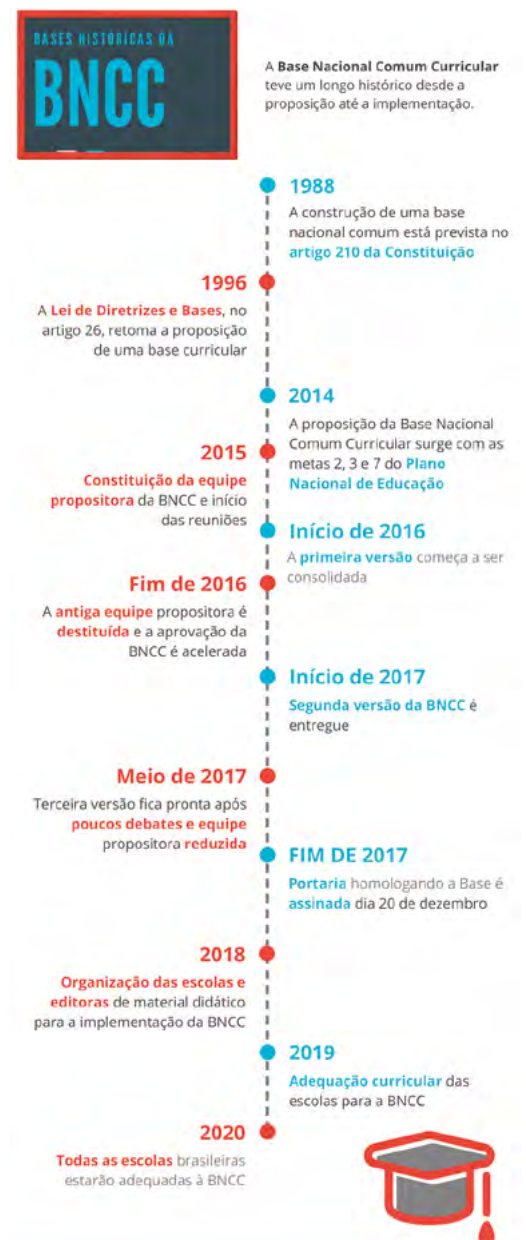 BASES HISTÓRICAS DA
BNCC
A Base Nacional Comum Curricular
teve um longo histórico desde a
proposição até a implementação.
1988
A construção de uma base
nacional comum está prevista no
artigo 210 da Constituição
1996
A Lei de Diretrizes e Bases, no
artigo 26, retoma a proposição
de uma base curricular
2014
A proposição da Base Nacional
Comum Curricular surge com as
metas 2, 3 e 7 do Plano
Nacional de Educação
2015
Constituição da equipe
propositora da BNCC e início
das reuniões
Início de 2016
A primeira versão começa a ser
consolidada
Fim de 2016
A antiga equipe propositora é
destituída e a aprovação da
BNCC é acelerada
Início de 2017
Segunda versão da BNCC é
entregue
Meio de 2017
Terceira versão fica pronta após
poucos debates e equipe
propositora reduzida
FIM DE 2017
Portaria homologando a Base é
assinada dia 20 de dezembro
2018
Organização das escolas e
editoras de material didático
para a implementação da BNCC
2019
Adequação curricular das
escolas para a BNCC
2020
Todas as escolas brasileiras
estarão adequadas à BNCC